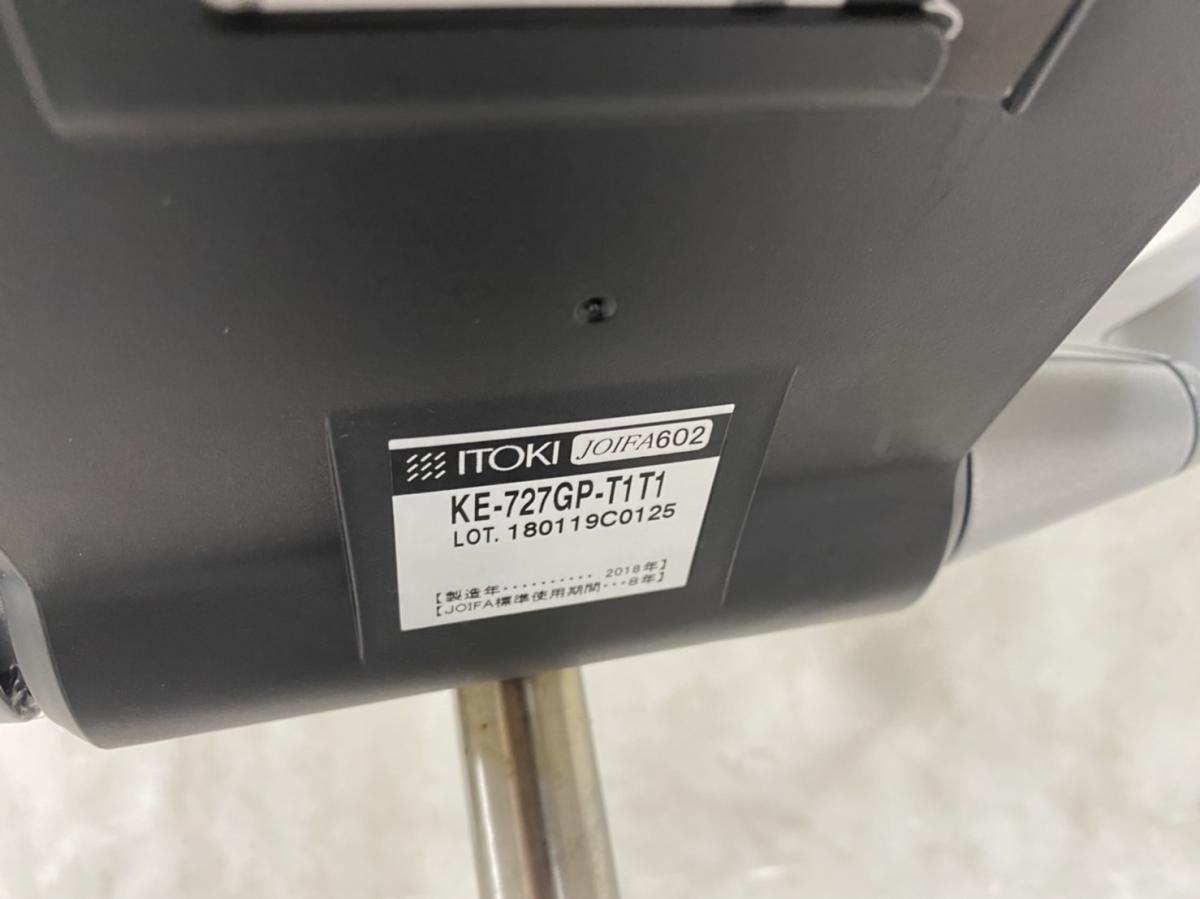 ITOKI JOIFA602
KE-727GP-T1T1
LOT. 180119C0125
【製造年・・・・・・・・・・ 2018年】
【JOIFA標準使用期間・・・8年】